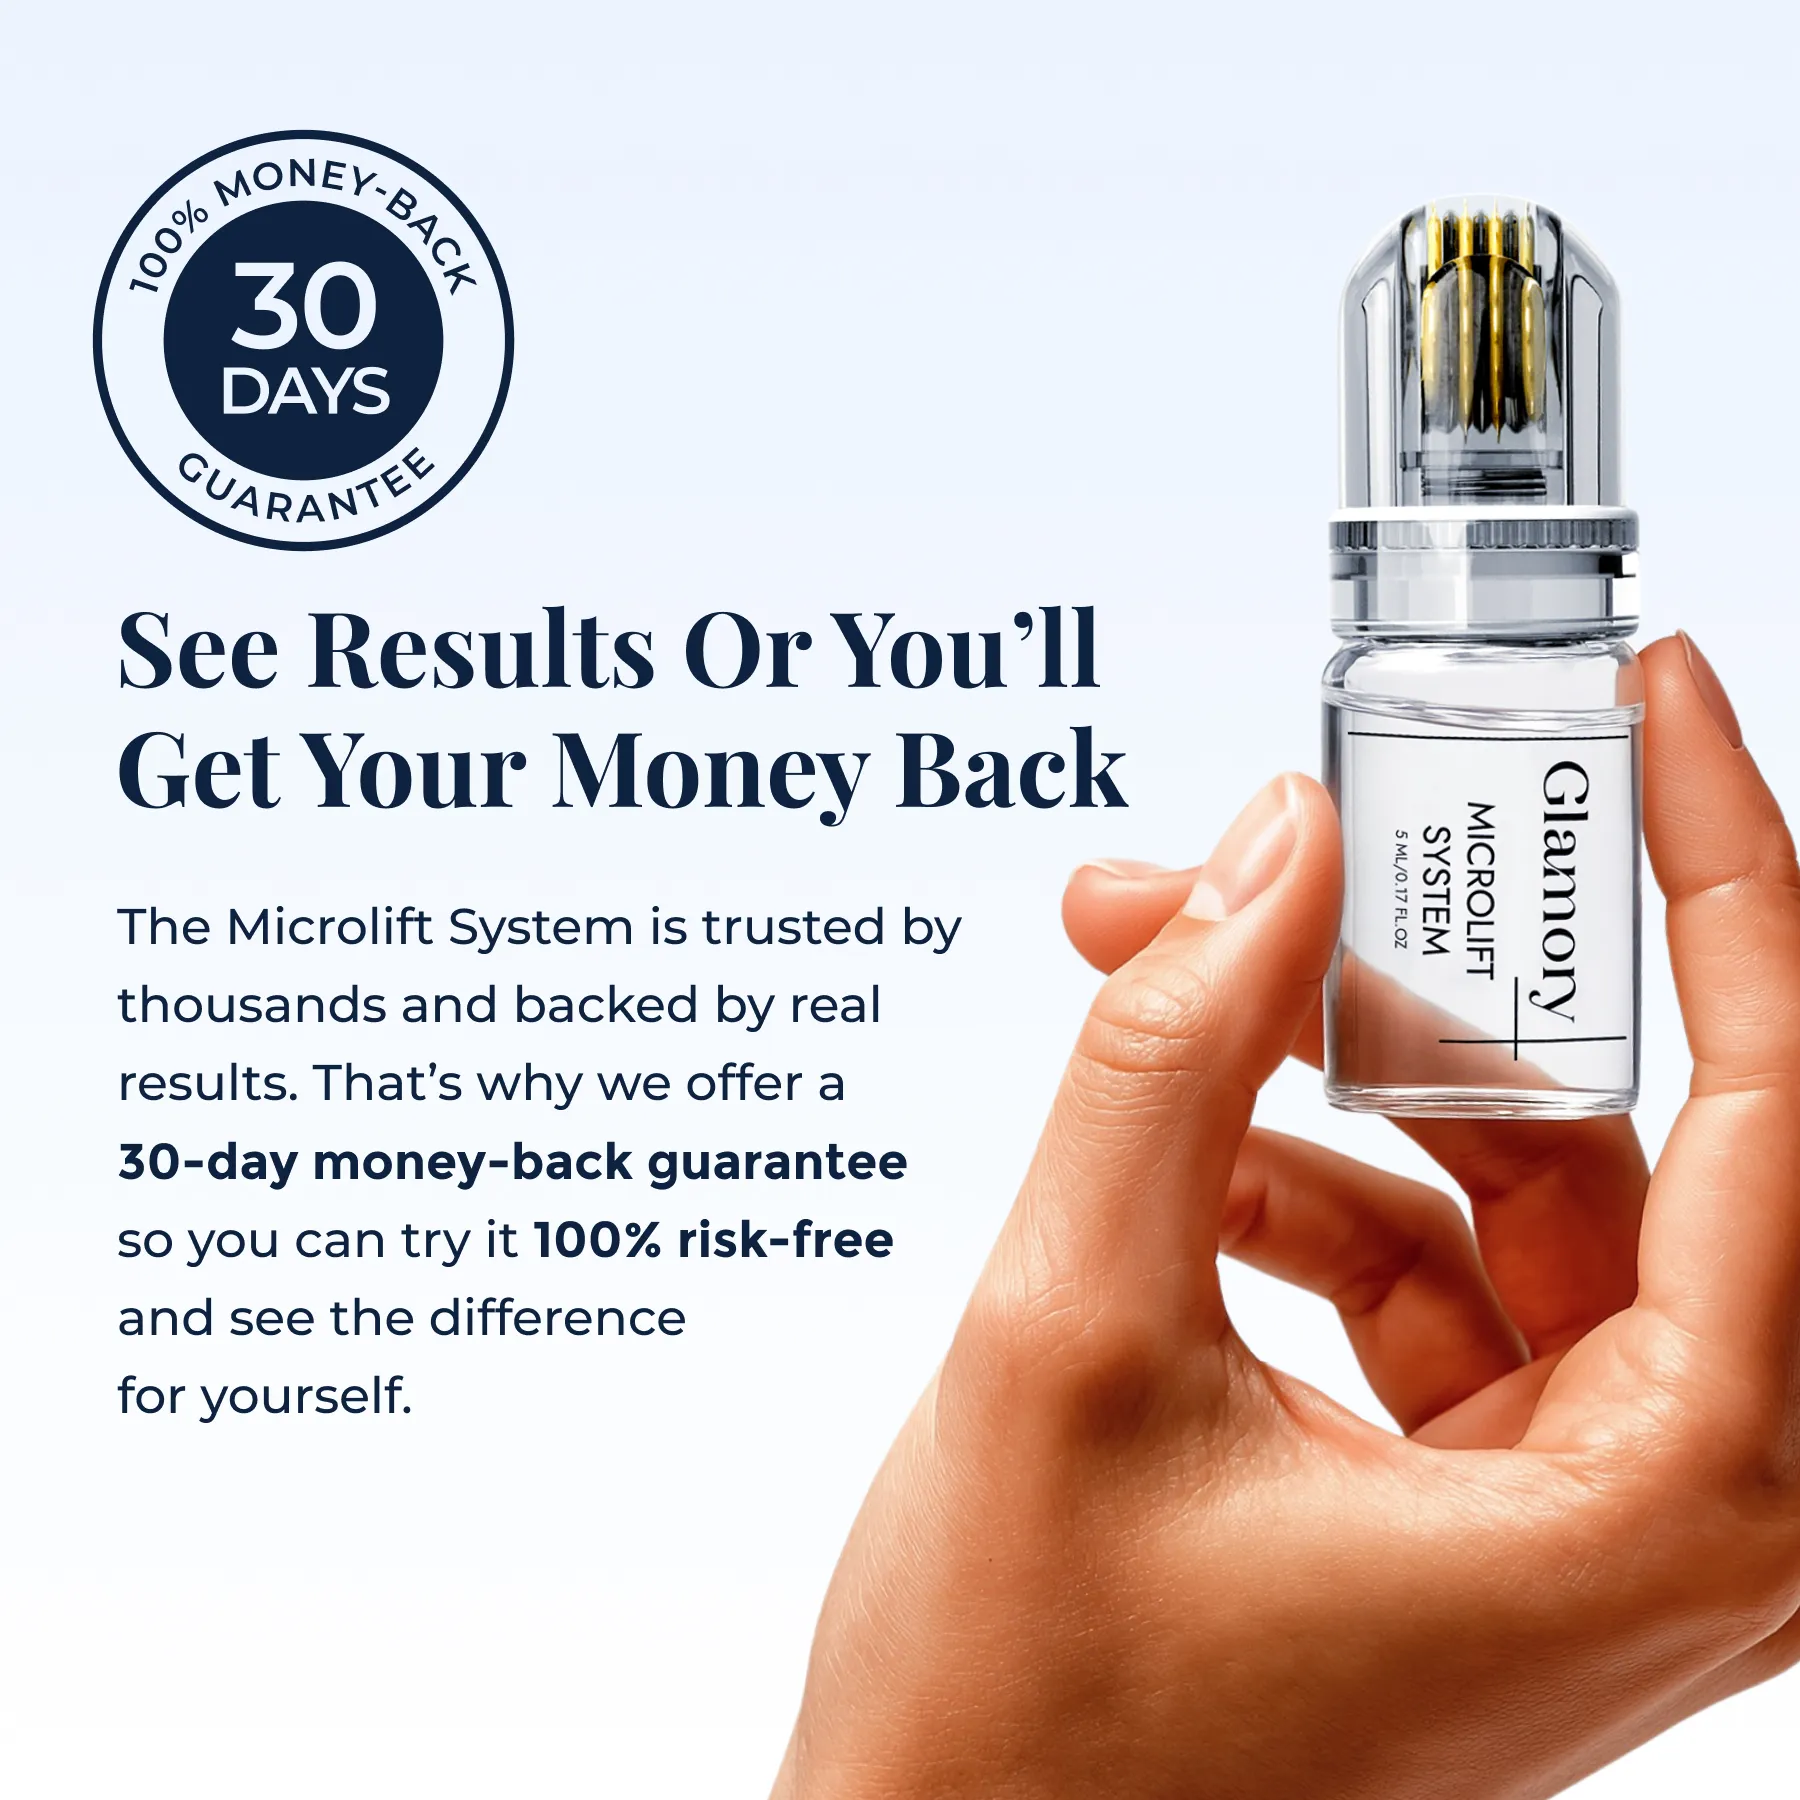 100% MONEY-BACK
30
DAYS
GUARANTEE
See Results Or You’ll
Get Your Money Back
The Microlift System is trusted by
thousands and backed by real
results. That’s why we offer a
30-day money-back guarantee
so you can try it 100% risk-free
and see the difference
for yourself.
Glamory
MICROLIFT
SYSTEM
5 ML/0.17 FL.OZ